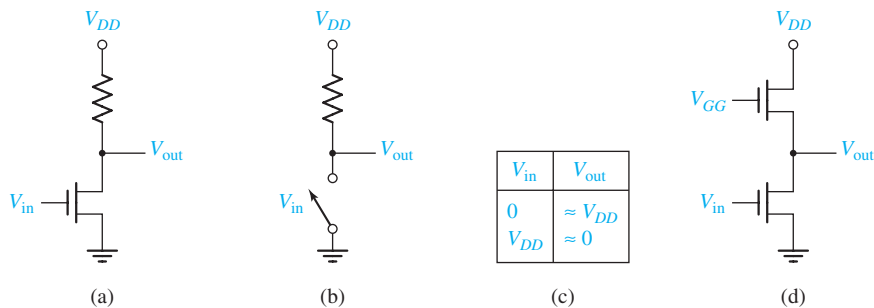 V_DD
V_out
V_in
(a)
V_DD
V_out
V_in
(b)
V_in V_out
0 ≈ V_DD
V_DD ≈ 0
(c)
V_DD
V_GG
V_out
V_in
(d)